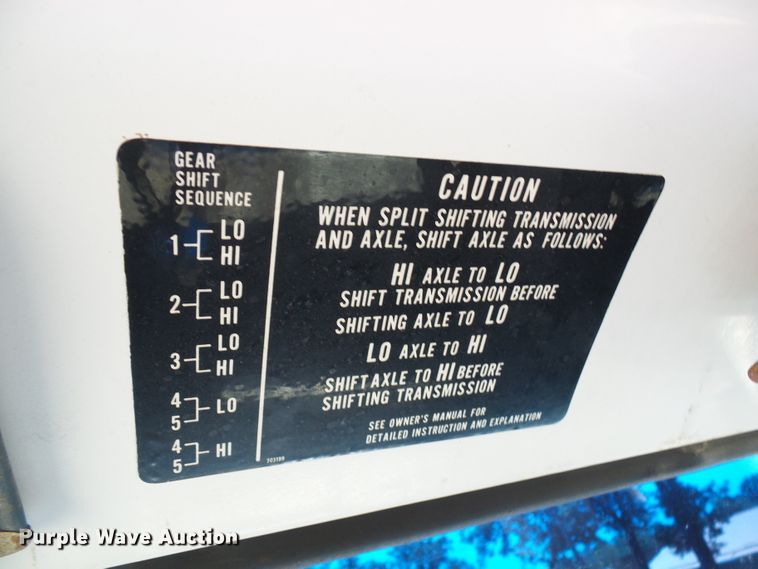 GEAR
SHIFT
SEQUENCE
1 LO
HI
2 LO
HI
3 LO
HI
4
5 LO
4
5 HI
703189
CAUTION
WHEN SPLIT SHIFTING TRANSMISSION
AND AXLE, SHIFT AXLE AS FOLLOWS:
HI AXLE TO LO
SHIFT TRANSMISSION BEFORE
SHIFTING AXLE TO LO
LO AXLE TO HI
SHIFT AXLE TO HI BEFORE
SHIFTING TRANSMISSION
SEE OWNER'S MANUAL FOR
DETAILED INSTRUCTION AND EXPLANATION
Purple Wave Auction